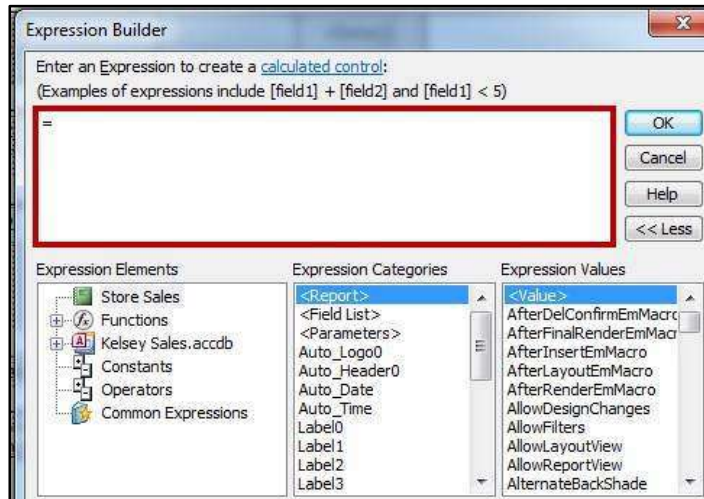 Expression Builder
Enter an Expression to create a calculated control:
(Examples of expressions include [field1] + [field2] and [field1] < 5)
=
OK
Cancel
Help
<< Less
Expression Elements
Store Sales
Functions
Kelsey Sales.accdb
Constants
Operators
Common Expressions
Expression Categories
<Report>
<Field List>
<Parameters>
Auto_Logo0
Auto_Header0
Auto_Date
Auto_Time
Label0
Label1
Label2
Label3
Expression Values
<Value>
AfterDelConfirmEmMacro
AfterFinalRenderEmMacr
AfterInsertEmMacro
AfterLayoutEmMacro
AfterRenderEmMacro
AllowDesignChanges
AllowFilters
AllowLayoutView
AllowReportView
AlternateBackShade